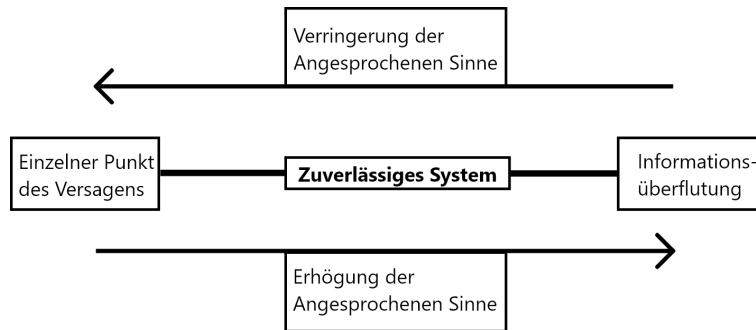 Verringerung der
Angesprochenen Sinne
Einzelner Punkt
des Versagens
Zuverlässiges System
Informations-
überflutung
Erhögung der
Angesprochenen Sinne